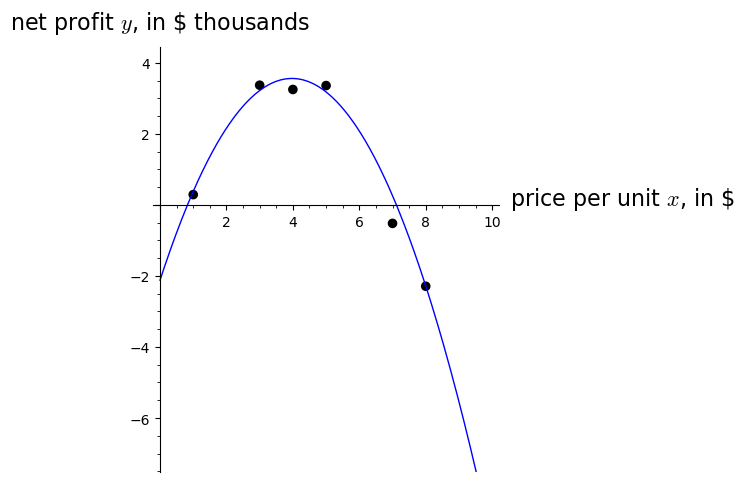 net profit y, in $ thousands
4
2
price per unit x, in $
2 4 6 8 10
−2
−4
−6